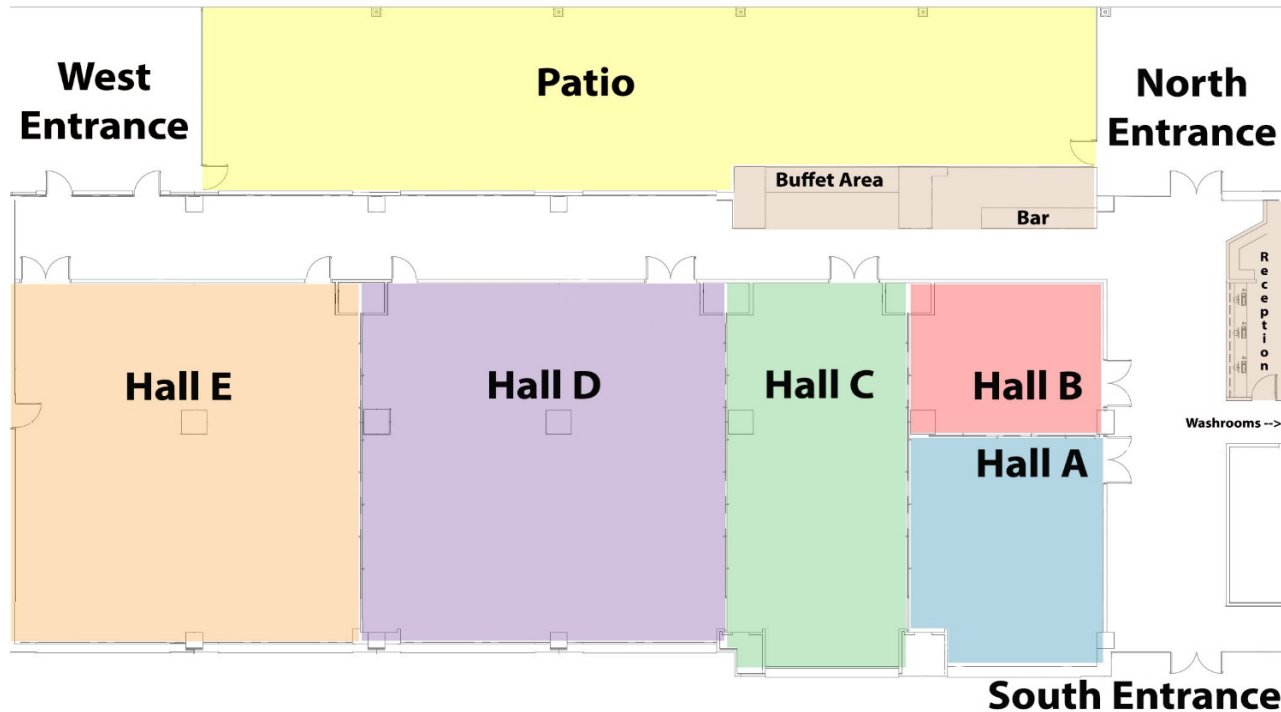 West
Entrance
Patio
North
Entrance
Buffet Area
Bar
Reception
Hall E
Hall D
Hall C
Hall B
Washrooms -->
Hall A
South Entrance